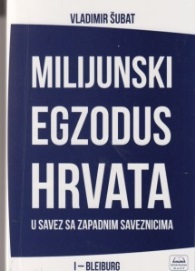 VLADIMIR ŠUBAT
MILIJUNSKI
EGZODUS
HRVATA
U SAVEZ SA ZAPADNIM SAVEZNICIMA
I – BLEIBURG